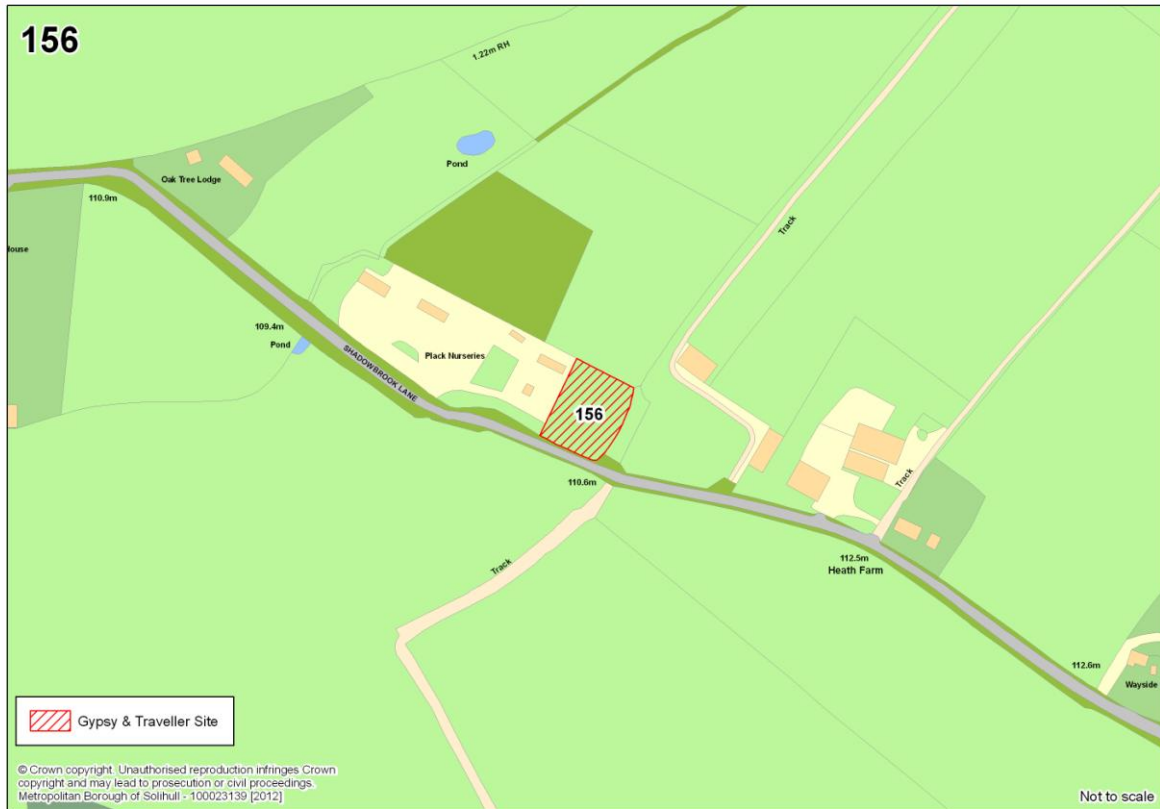 156
1.22m RH
Pond
Oak Tree Lodge
110.9m
Track
House
109.4m
Pond
SHADOWBROOK LANE
Plack Nurseries
156
110.6m
Track
Track
112.5m
Heath Farm
112.6m
Wayside
Gypsy & Traveller Site
© Crown copyright. Unauthorised reproduction infringes Crown
copyright and may lead to prosecution or civil proceedings.
Metropolitan Borough of Solihull - 100023139 [2012]
Not to scale